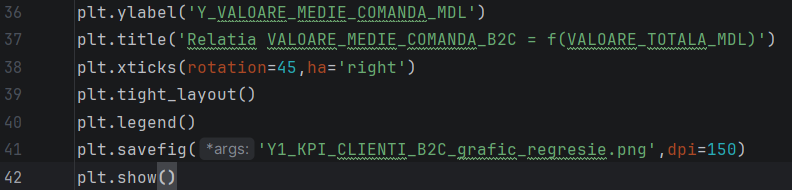 36 plt.ylabel('Y_VALOARE_MEDIE_COMANDA_MDL')
37 plt.title('Relatia VALOARE_MEDIE_COMANDA_B2C = f(VALOARE_TOTALA_MDL)')
38 plt.xticks(rotation=45,ha='right')
39 plt.tight_layout()
40 plt.legend()
41 plt.savefig( *args: 'Y1_KPI_CLIENTI_B2C_grafic_regresie.png',dpi=150)
42 plt.show()